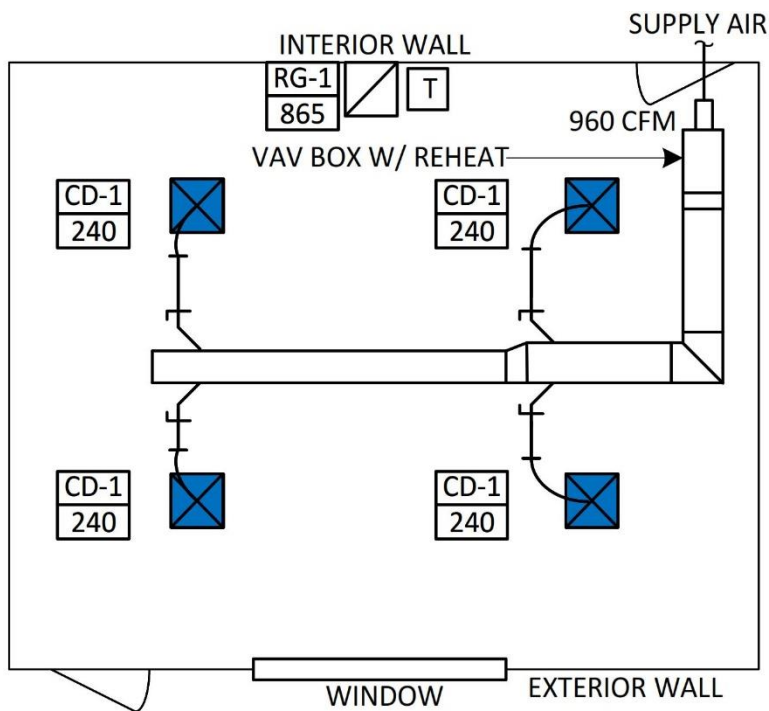 SUPPLY AIR
INTERIOR WALL
RG-1
865
T
960 CFM
VAV BOX W/ REHEAT
CD-1
240
CD-1
240
CD-1
240
CD-1
240
WINDOW
EXTERIOR WALL